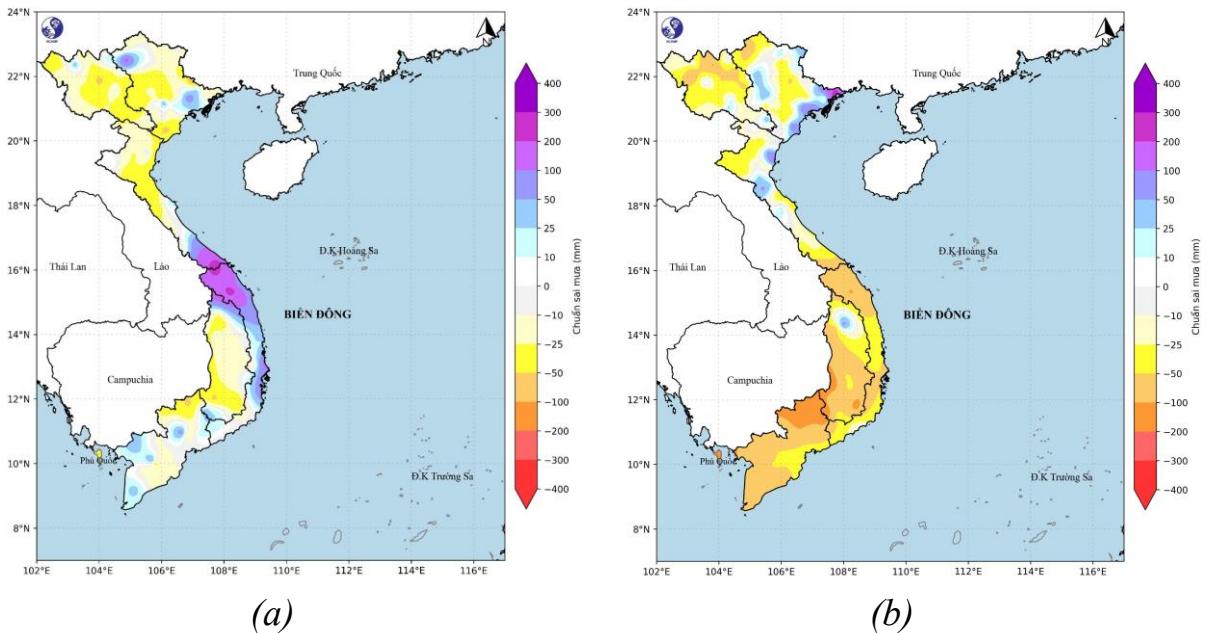 24°N
22°N
20°N
18°N
16°N
14°N
12°N
10°N
8°N
102°E
104°E
106°E
108°E
110°E
112°E
114°E
116°E
Trung Quốc
Đ.K Hoàng Sa
Thái Lan
Lào
BIỂN ĐÔNG
Campuchia
Phú Quốc
Đ.K Trường Sa
400
300
200
100
50
25
10
0
−10
−25
−50
−100
−200
−300
−400
Chuẩn sai mưa (mm)
(a)
24°N
22°N
20°N
18°N
16°N
14°N
12°N
10°N
8°N
102°E
104°E
106°E
108°E
110°E
112°E
114°E
116°E
Trung Quốc
Đ.K Hoàng Sa
Thái Lan
Lào
BIỂN ĐÔNG
Campuchia
Phú Quốc
Đ.K Trường Sa
400
300
200
100
50
25
10
0
−10
−25
−50
−100
−200
−300
−400
Chuẩn sai mưa (mm)
(b)